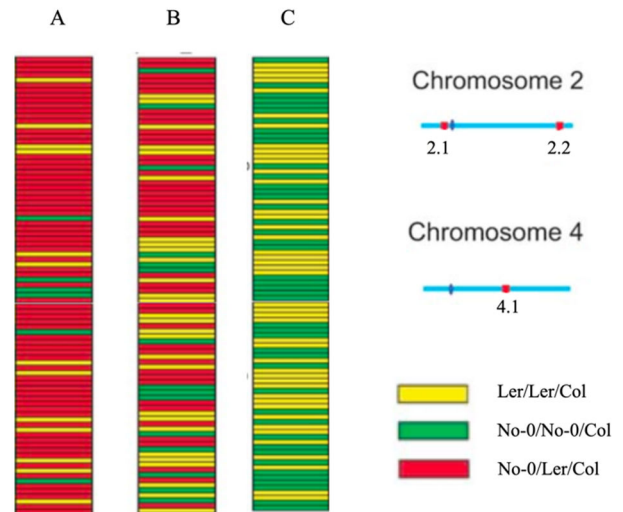 A B C
Chromosome 2
2.1 2.2
Chromosome 4
4.1
Ler/Ler/Col
No-0/No-0/Col
No-0/Ler/Col